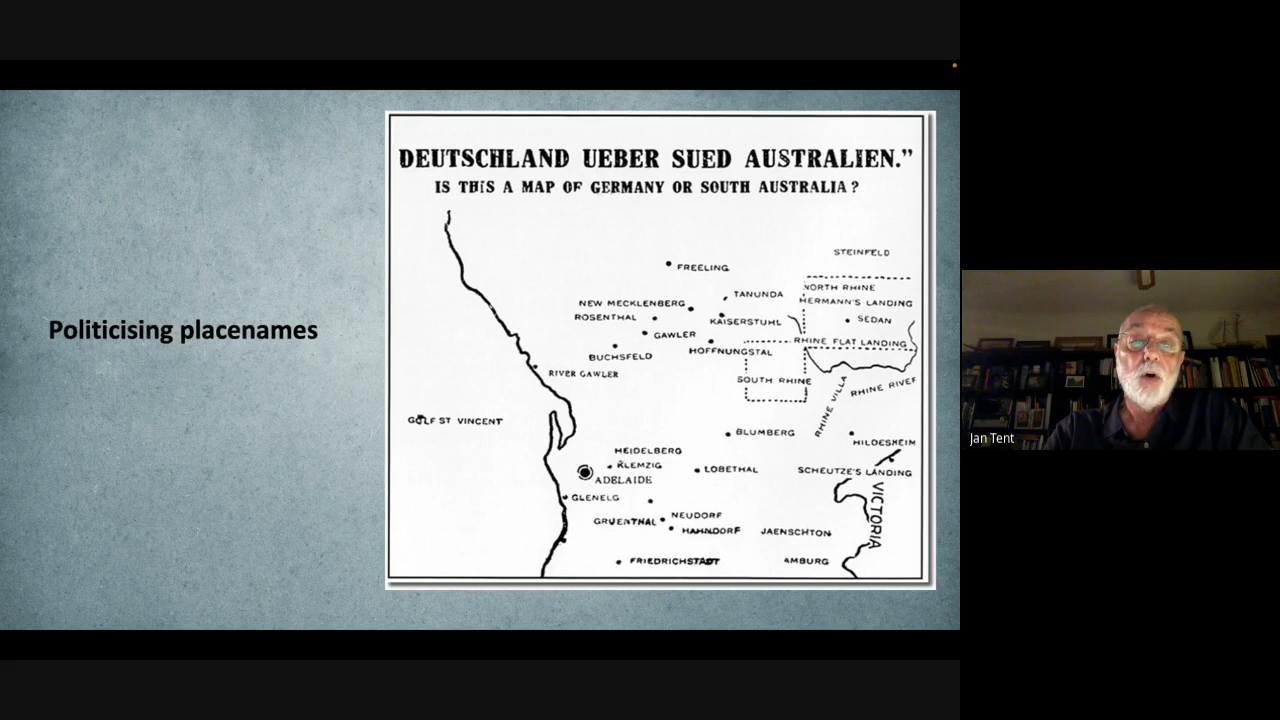 Politicising placenames
DEUTSCHLAND UEBER SUED AUSTRALIEN."
IS THIS A MAP OF GERMANY OR SOUTH AUSTRALIA?
STEINFELD
FREELING
NORTH RHINE
TANUNDA
HERMANN'S LANDING
NEW MECKLENBERG
ROSENTHAL
KAISERSTUHL
SEDAN
GAWLER
RHINE FLAT LANDING
HOFFNUNGSTAL
BUCHSFELD
RIVER GAWLER
SOUTH RHINE
RHINE VILLA
RHINE RIVER
GULF ST VINCENT
BLUMBERG
HILDESHEIM
HEIDELBERG
KLEMZIG
LOBETHAL
SCHEUTZE'S LANDING
ADELAIDE
GLENELG
VICTORIA
NEUDORF
GRUENTHAL
HAHNDORF
JAENSCHTON
FRIEDRICHSTADT
AMBURG
Jan Tent